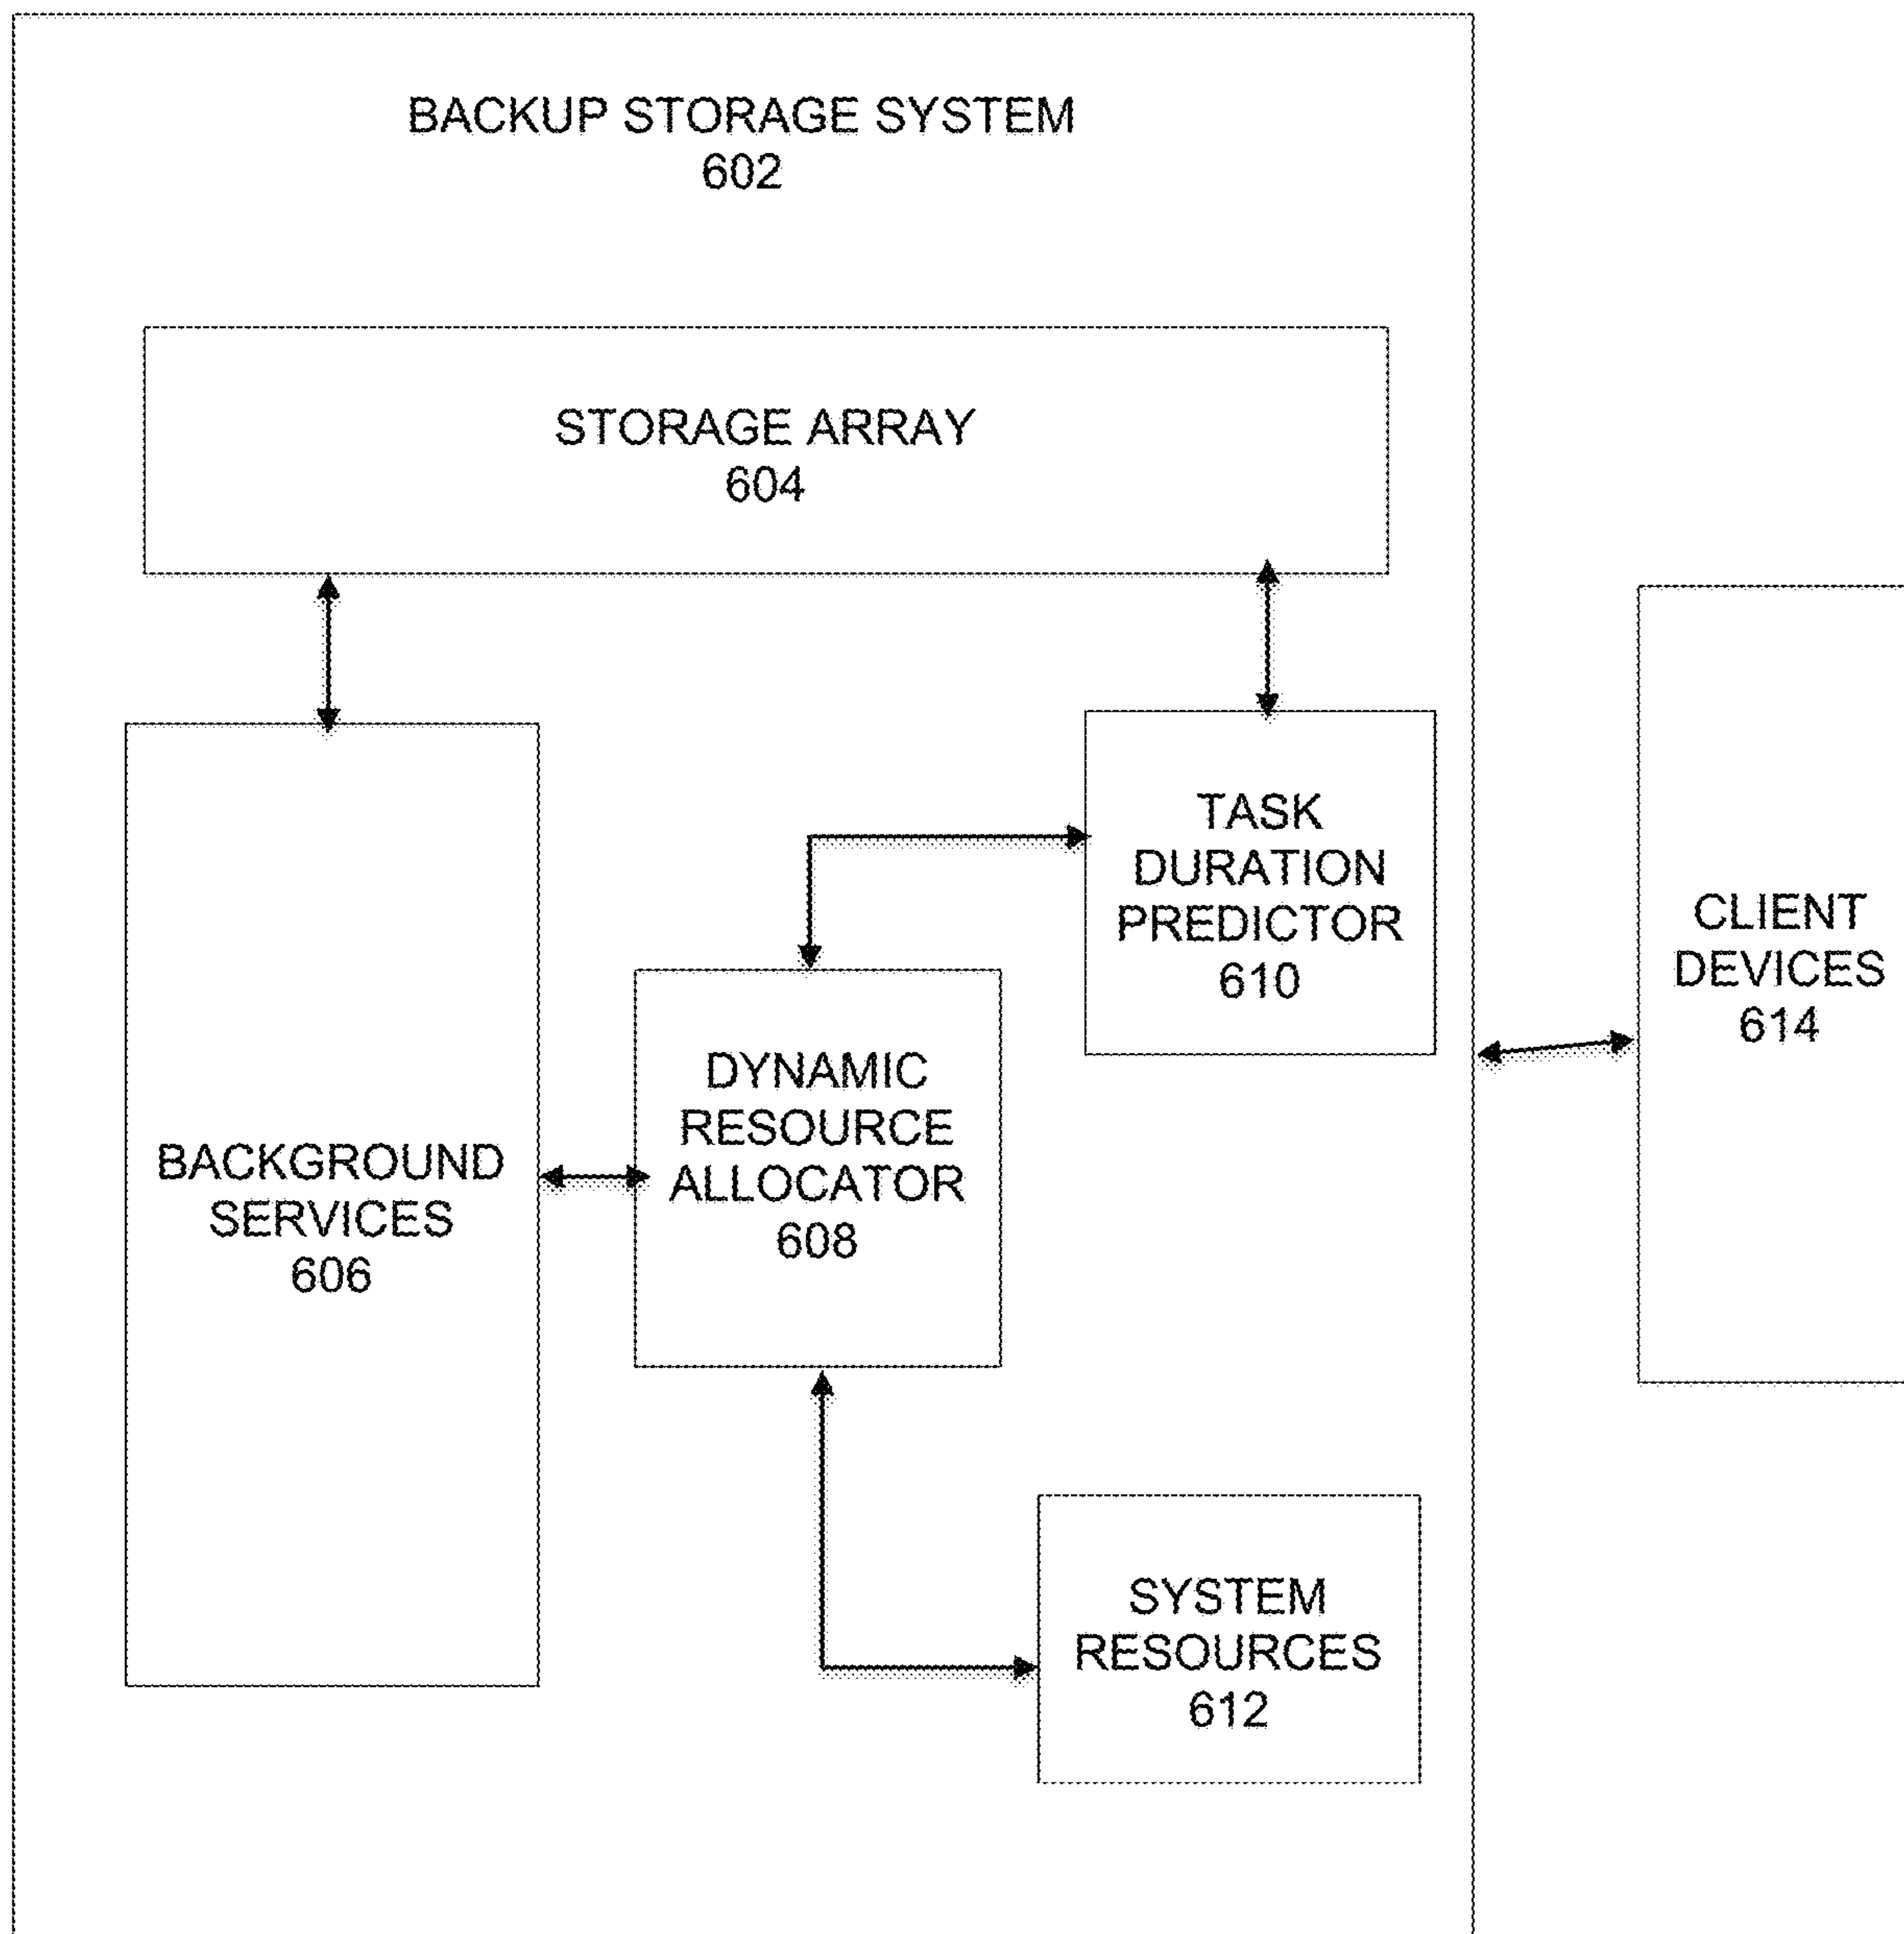 BACKUP STORAGE SYSTEM
602
STORAGE ARRAY
604
TASK
DURATION
PREDICTOR
610
CLIENT
DEVICES
614
DYNAMIC
RESOURCE
ALLOCATOR
608
BACKGROUND
SERVICES
606
SYSTEM
RESOURCES
612